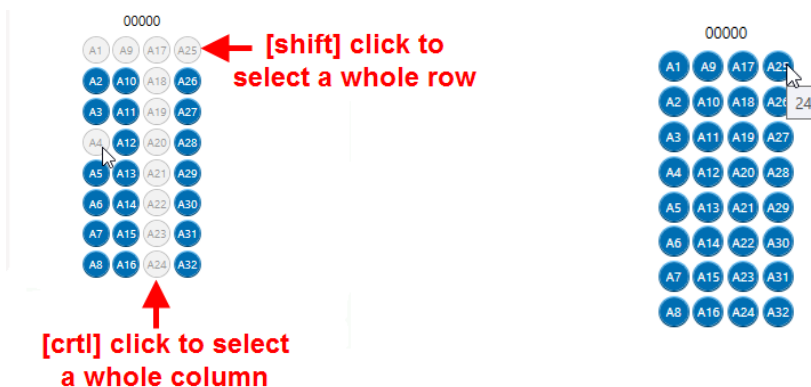 00000
A1 A9 A17 A25
[shift] click to
select a whole row
A2 A10 A18 A26
A3 A11 A19 A27
A4 A12 A20 A28
A5 A13 A21 A29
A6 A14 A22 A30
A7 A15 A23 A31
A8 A16 A24 A32
[crtl] click to select
a whole column
00000
A1 A9 A17 A25
A2 A10 A18 A26 24
A3 A11 A19 A27
A4 A12 A20 A28
A5 A13 A21 A29
A6 A14 A22 A30
A7 A15 A23 A31
A8 A16 A24 A32